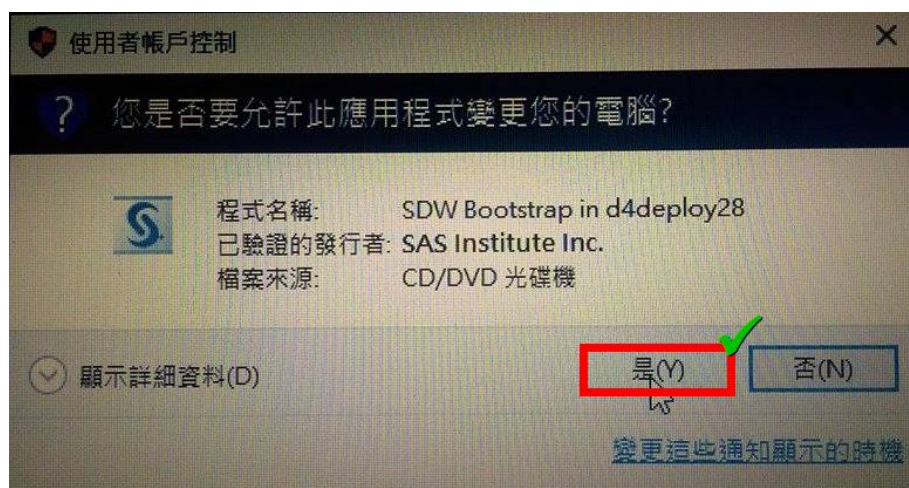 使用者帳戶控制
您是否要允許此應用程式變更您的電腦?
程式名稱: SDW Bootstrap in d4deploy28
已驗證的發行者: SAS Institute Inc.
檔案來源: CD/DVD 光碟機
顯示詳細資料(D)
是(Y)
否(N)
變更這些通知顯示的時機